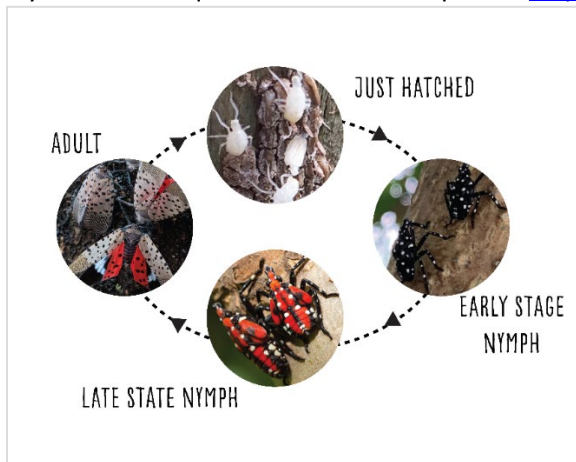 JUST HATCHED
ADULT
EARLY STAGE
NYMPH
LATE STATE NYMPH